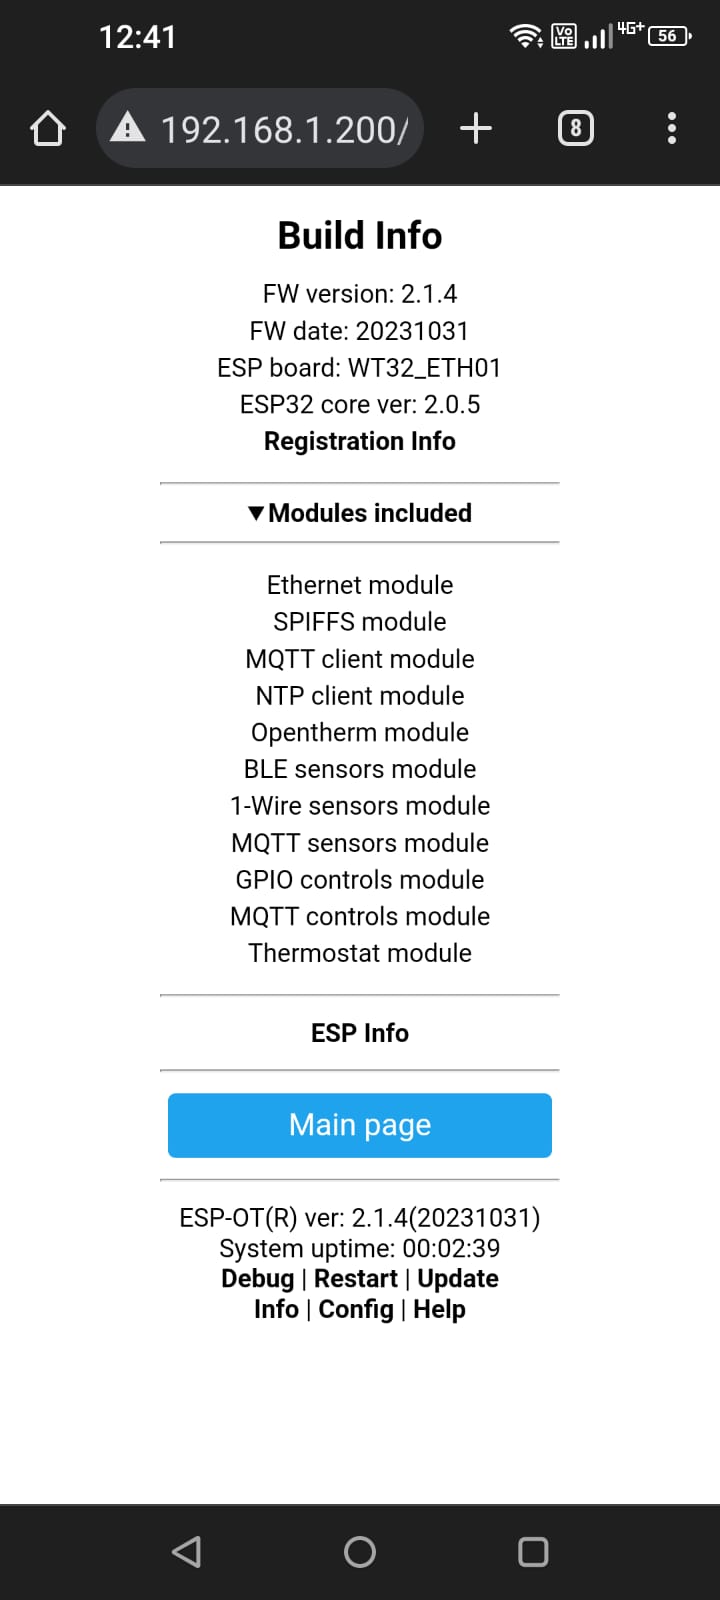 12:41
Vo LTE 4G+ 56
192.168.1.200/
8
Build Info
FW version: 2.1.4
FW date: 20231031
ESP board: WT32_ETH01
ESP32 core ver: 2.0.5
Registration Info
▼Modules included
Ethernet module
SPIFFS module
MQTT client module
NTP client module
Opentherm module
BLE sensors module
1-Wire sensors module
MQTT sensors module
GPIO controls module
MQTT controls module
Thermostat module
ESP Info
Main page
ESP-OT(R) ver: 2.1.4(20231031)
System uptime: 00:02:39
Debug | Restart | Update
Info | Config | Help